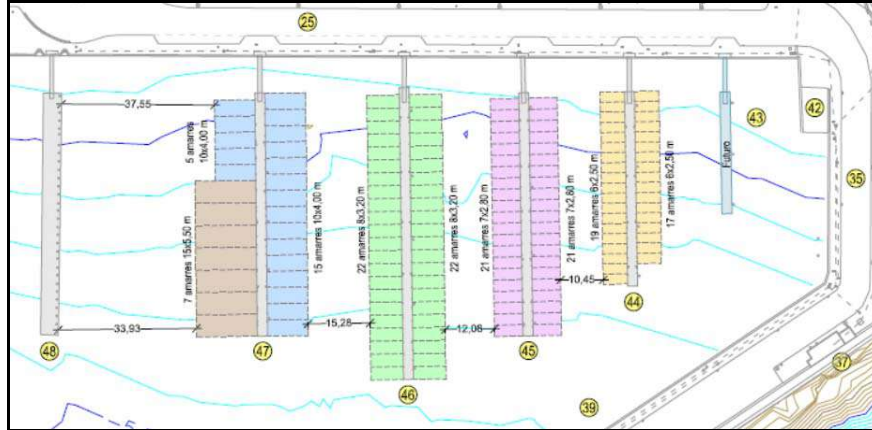 25
42
43
35
37,55
5 amarres
10x4,00 m
7 amarres 15x5,50 m
15 amarres 10x4,00 m
22 amarres 8x3,20 m
22 amarres 8x3,20 m
21 amarres 7x2,80 m
21 amarres 7x2,80 m
19 amarres 6x2,50 m
17 amarres 6x2,50 m
Futuro
10,45
44
33,93
15,28
12,08
48
47
45
37
46
39
5